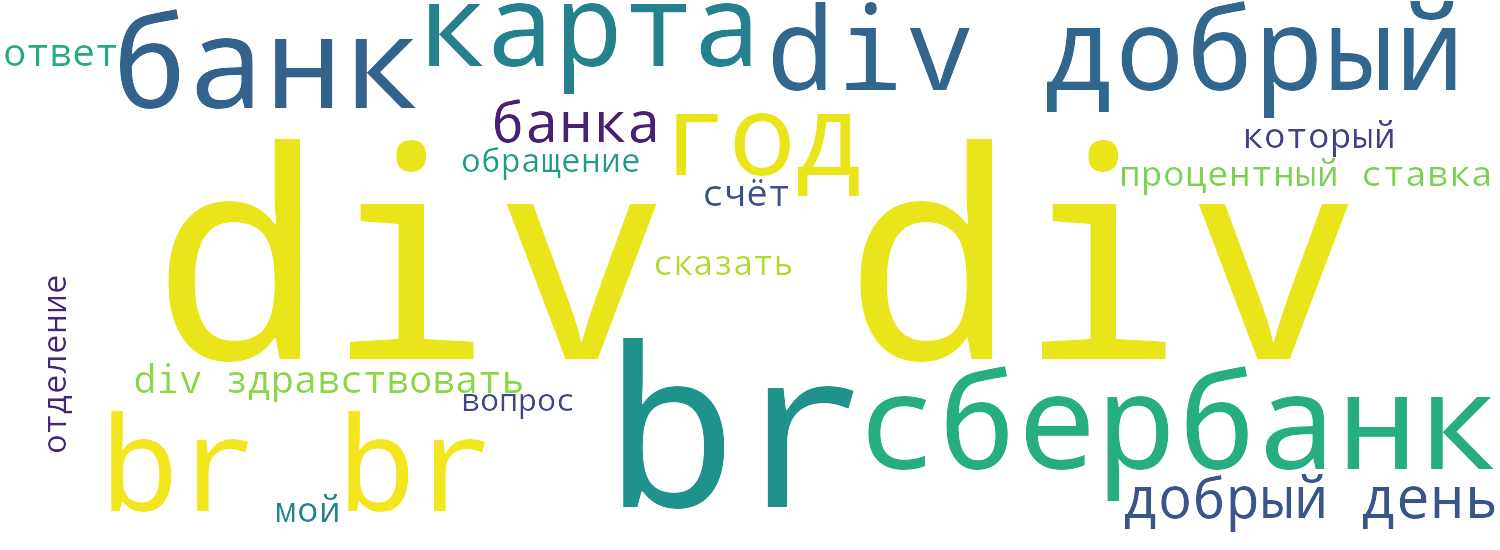 ответ
банк
карта
div добрый
банка
год
который
обращение
процентный ставка
счёт
div div
сказать
отделение
div здравствовать
br
сбербанк
вопрос
br br
мой
добрый день